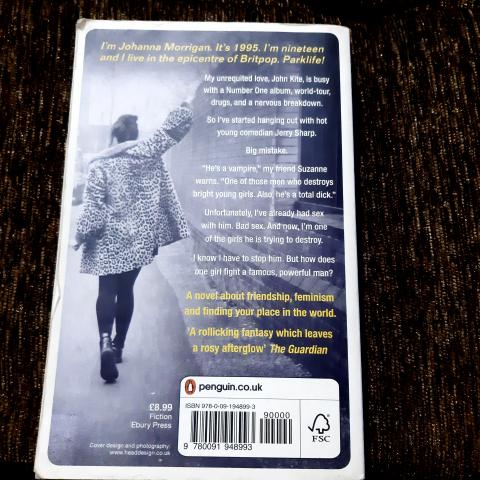 I'm Johanna Morrigan. It's 1995. I'm nineteen
and I live in the epicentre of Britpop. Parklife!
My unrequited love, John Kite, is busy
with a Number One album, world-tour,
drugs, and a nervous breakdown.
So I've started hanging out with hot
young comedian Jerry Sharp.
Big mistake.
"He's a vampire," my friend Suzanne
warns. "One of those men who destroys
bright young girls. Also, he's a total dick."
Unfortunately, I've already had sex
with him. Bad sex. And now, I'm one
of the girls he is trying to destroy.
I know I have to stop him. But how does
one girl fight a famous, powerful man?
A novel about friendship, feminism
and finding your place in the world.
'A rollicking fantasy which leaves
a rosy afterglow' The Guardian
penguin.co.uk
ISBN 978-0-09-194899-3
90000
9 780091 948993
FSC
£8.99
Fiction
Ebury Press
Cover design and photography:
www.headdesign.co.uk